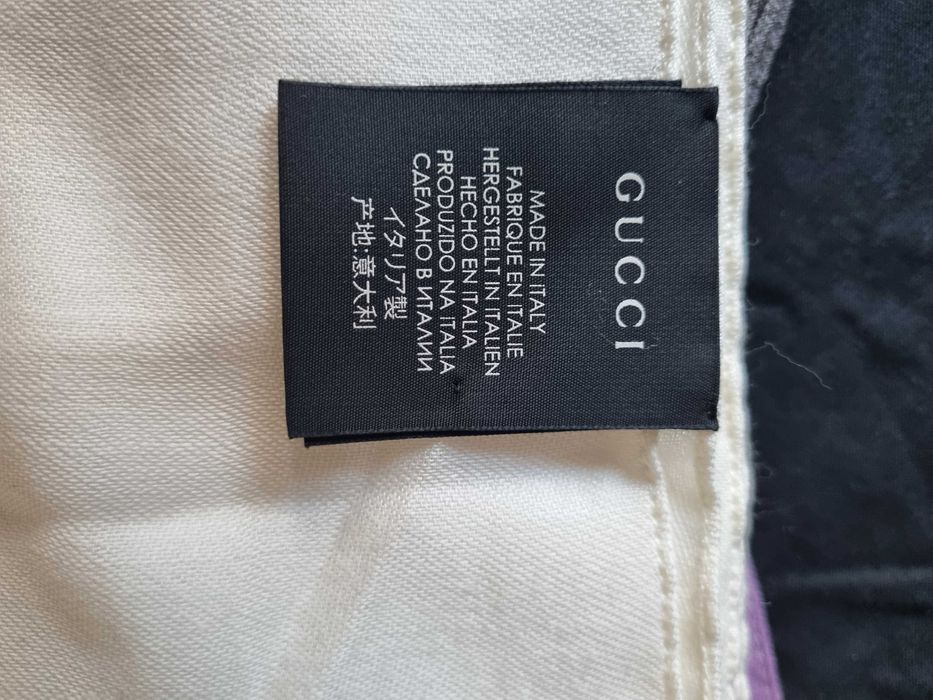 GUCCI
MADE IN ITALY
FABRIQUE EN ITALIE
HERGESTELLT IN ITALIEN
HECHO EN ITALIA
PRODUZIDO NA ITALIA
СДЕЛАНО В ИТАЛИИ
イタリア製
产地:意大利